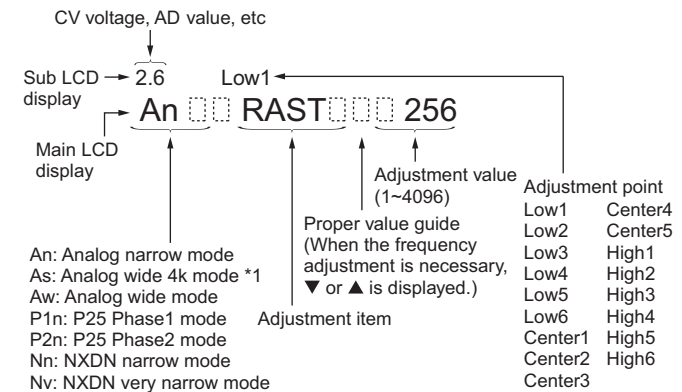 CV voltage, AD value, etc
Sub LCD display
2.6 Low1
An RAST 256
Main LCD display
Adjustment value (1~4096)
Proper value guide
(When the frequency
adjustment is necessary,
▼ or ▲ is displayed.)
Adjustment item
An: Analog narrow mode
As: Analog wide 4k mode *1
Aw: Analog wide mode
P1n: P25 Phase1 mode
P2n: P25 Phase2 mode
Nn: NXDN narrow mode
Nv: NXDN very narrow mode
Adjustment point
Low1 Center4
Low2 Center5
Low3 High1
Low4 High2
Low5 High3
Low6 High4
Center1 High5
Center2 High6
Center3